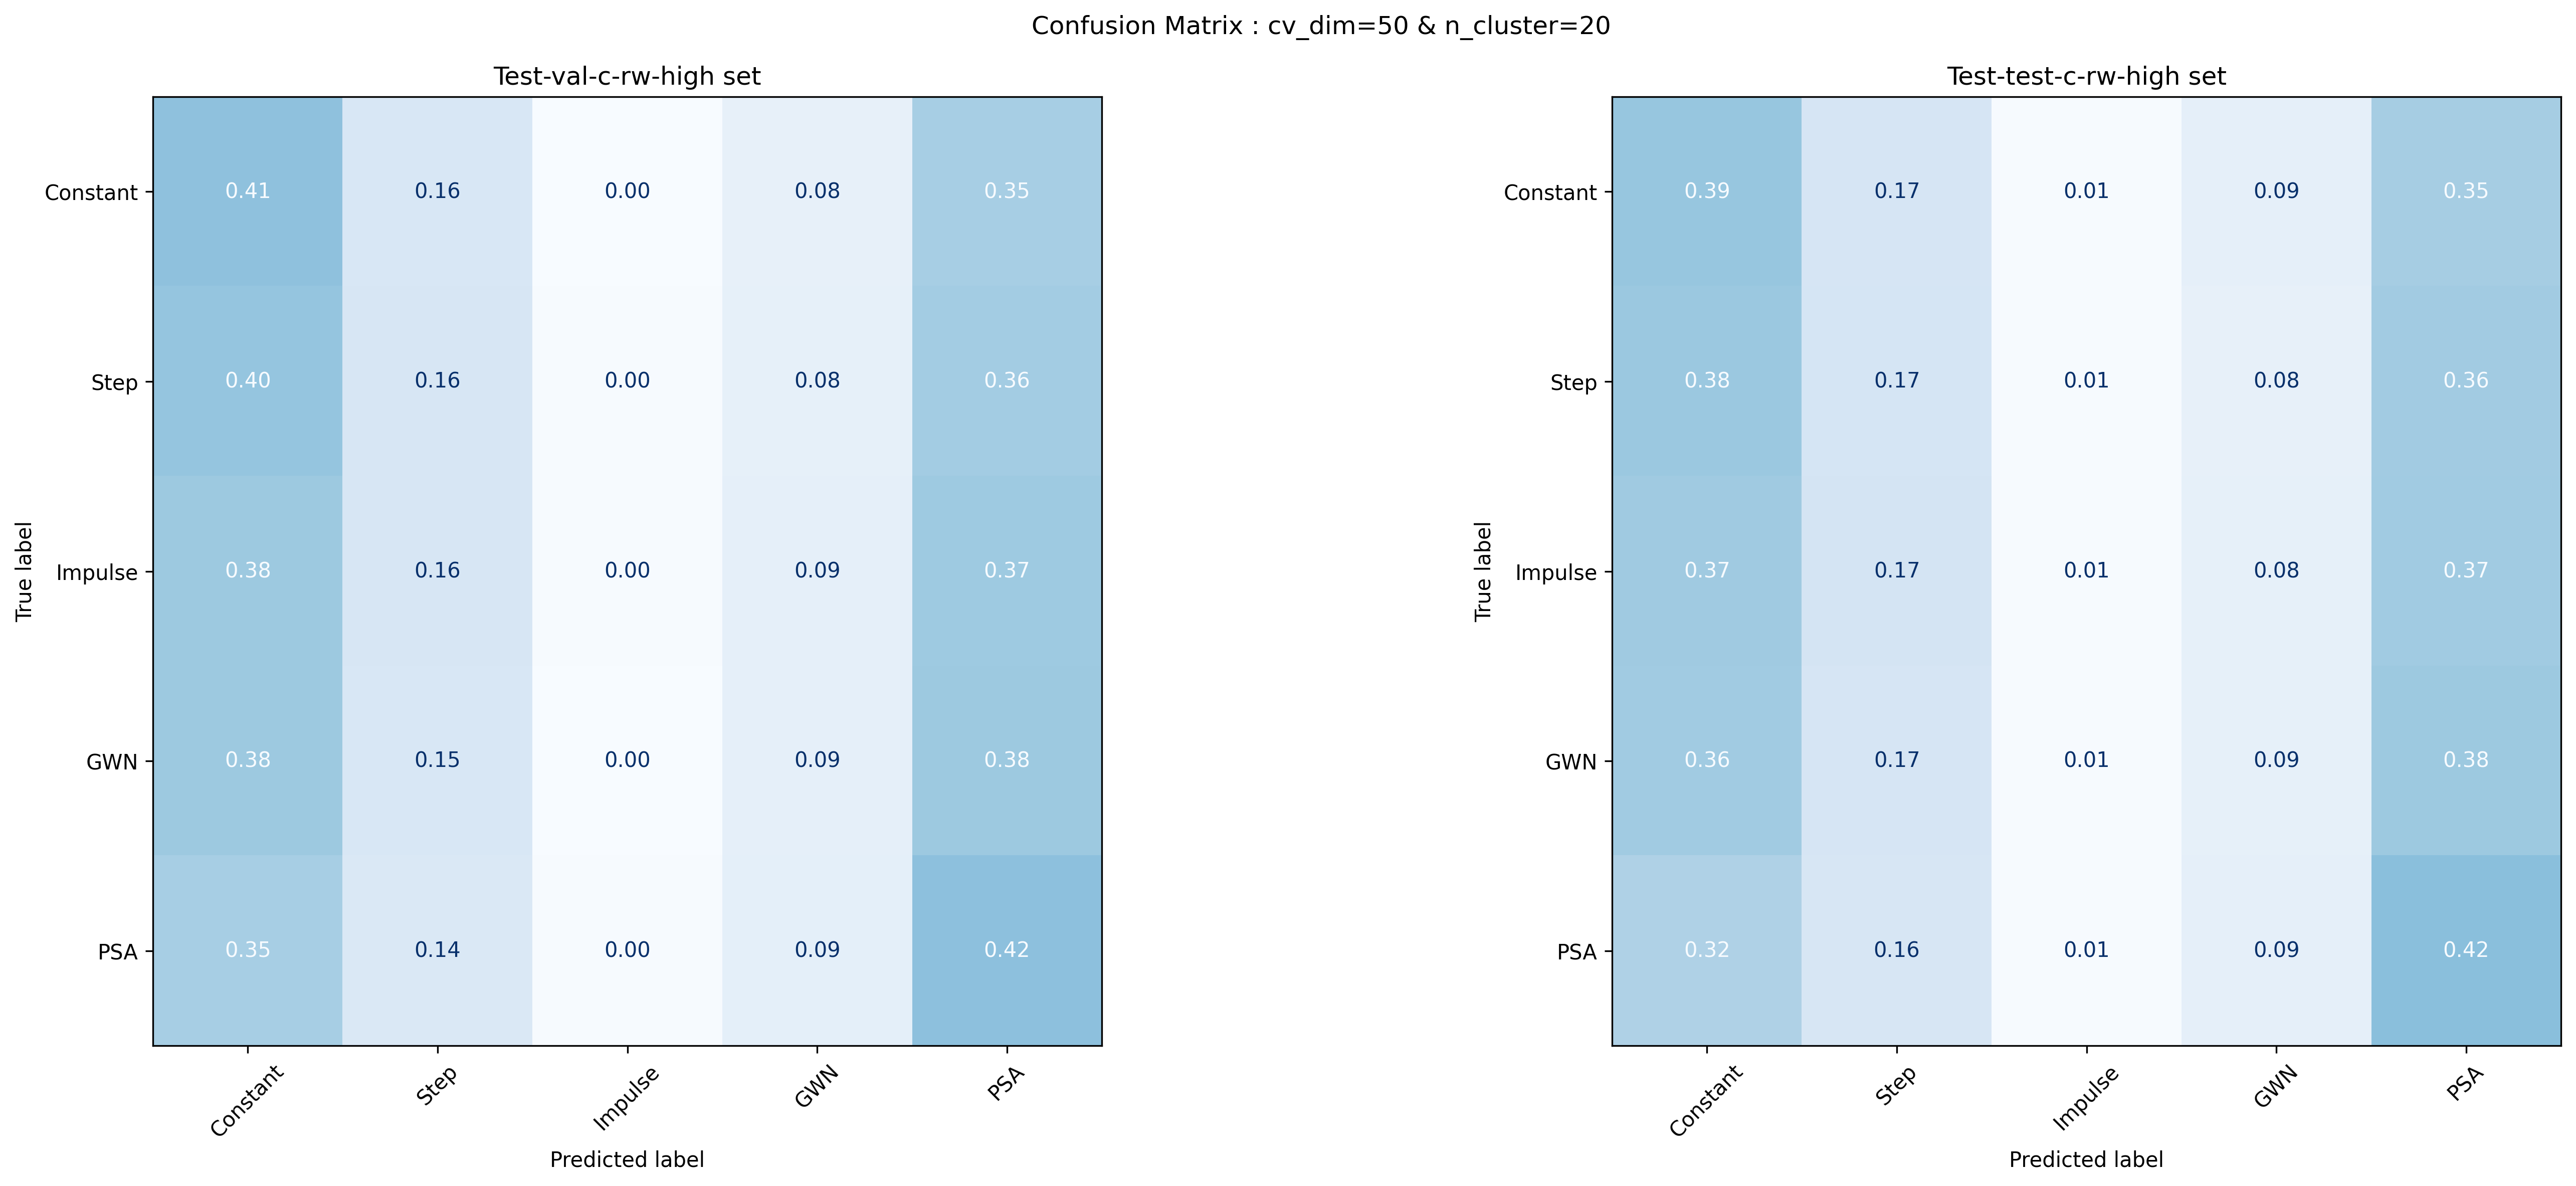 Confusion Matrix : cv_dim=50 & n_cluster=20
Test-val-c-rw-high set
True label
Constant 0.41 0.16 0.00 0.08 0.35
Step 0.40 0.16 0.00 0.08 0.36
Impulse 0.38 0.16 0.00 0.09 0.37
GWN 0.38 0.15 0.00 0.09 0.38
PSA 0.35 0.14 0.00 0.09 0.42
Constant Step Impulse GWN PSA
Predicted label
Test-test-c-rw-high set
True label
Constant 0.39 0.17 0.01 0.09 0.35
Step 0.38 0.17 0.01 0.08 0.36
Impulse 0.37 0.17 0.01 0.08 0.37
GWN 0.36 0.17 0.01 0.09 0.38
PSA 0.32 0.16 0.01 0.09 0.42
Constant Step Impulse GWN PSA
Predicted label